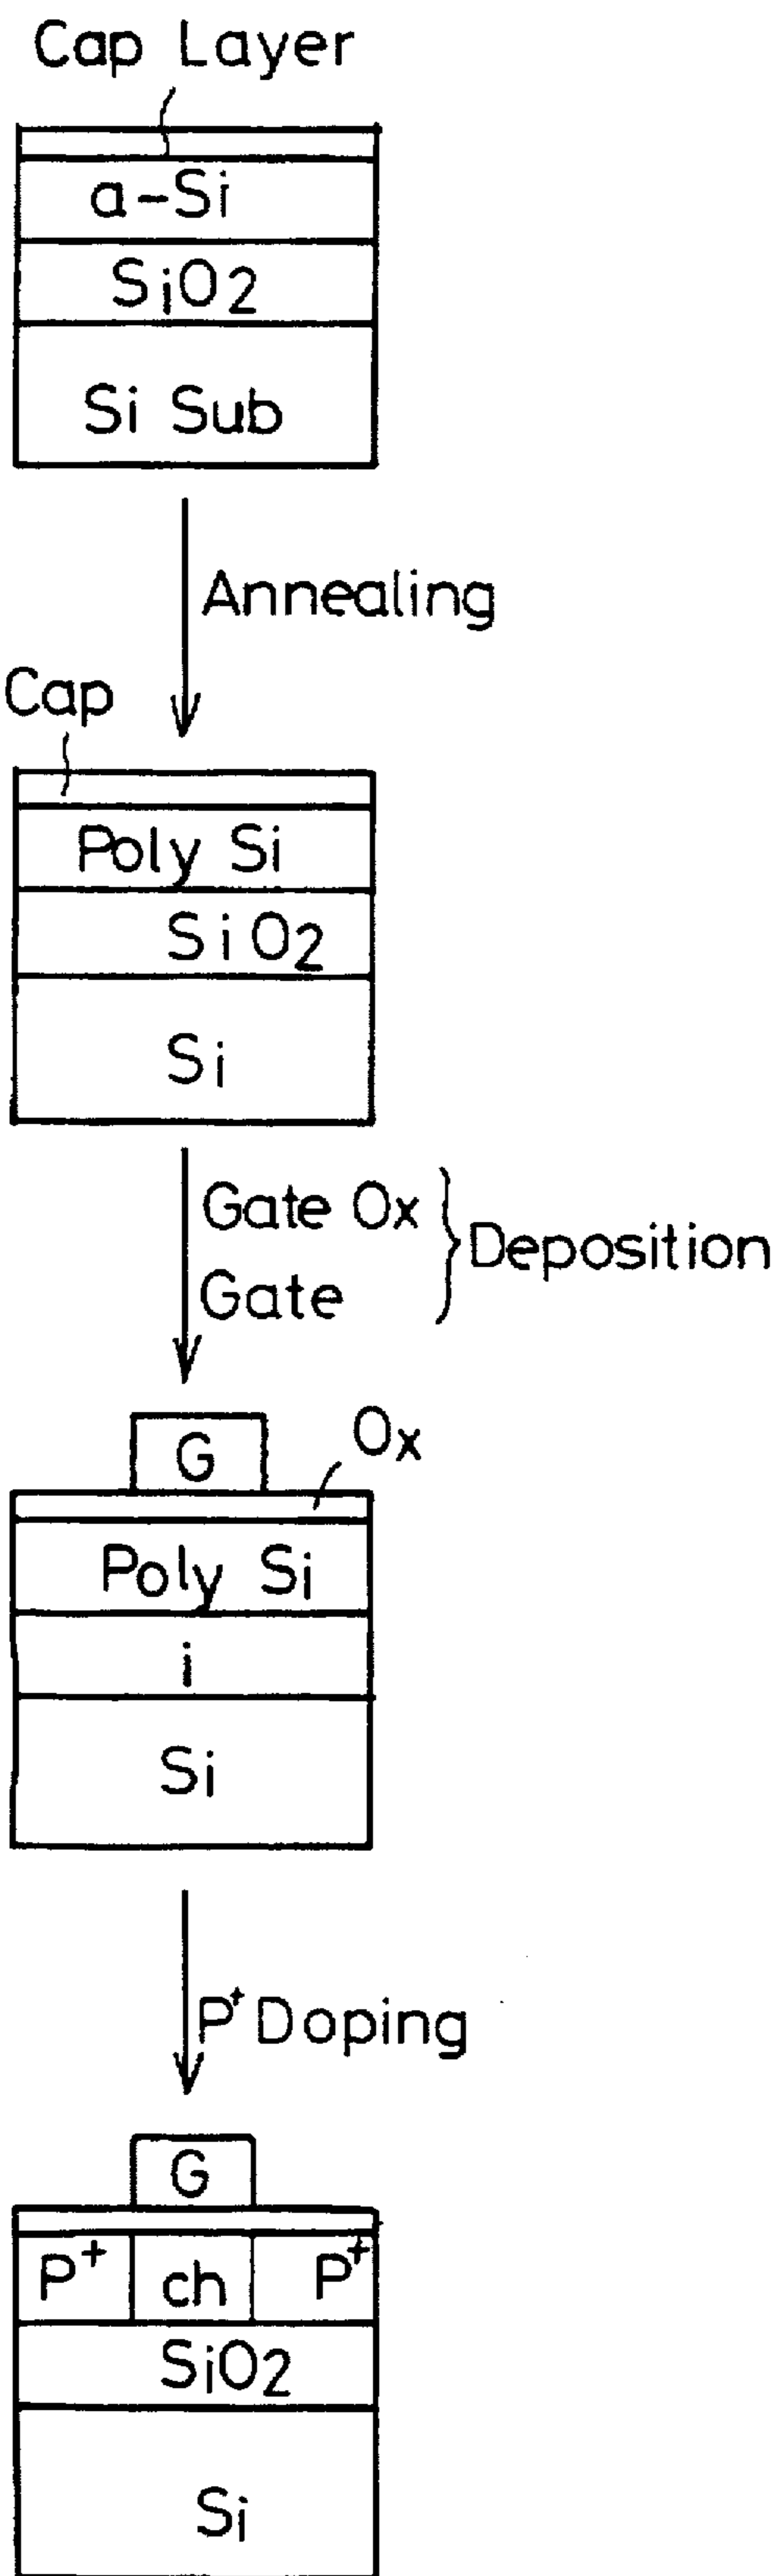 Cap Layer
a-Si
SiO2
Si Sub
Annealing
Cap
Poly Si
SiO2
Si
Gate Ox
Gate
Deposition
G
Ox
Poly Si
i
Si
P+ Doping
G
P+ ch P+
SiO2
Si